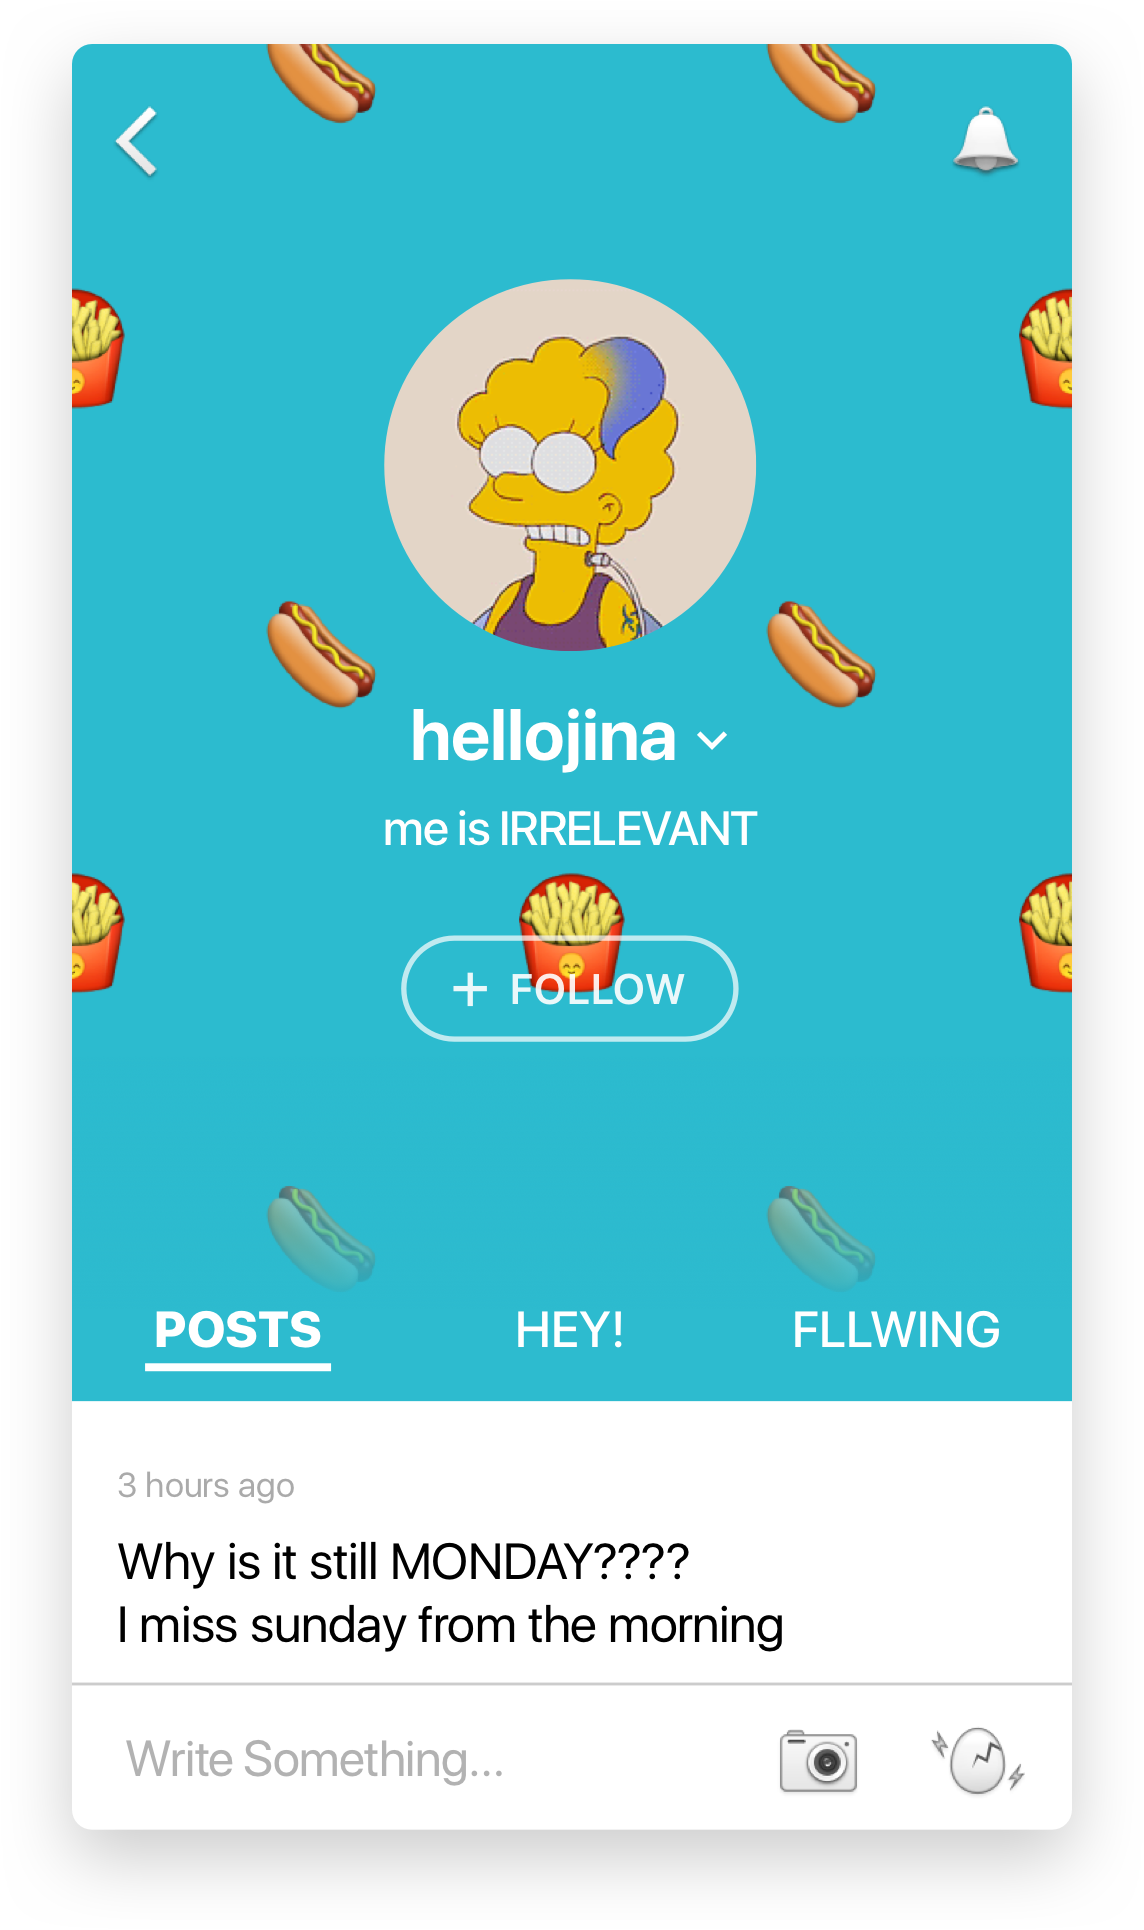 hellojina
me is IRRELEVANT
+ FOLLOW
POSTS
HEY!
FLLWING
3 hours ago
Why is it still MONDAY????
I miss sunday from the morning
Write Something...